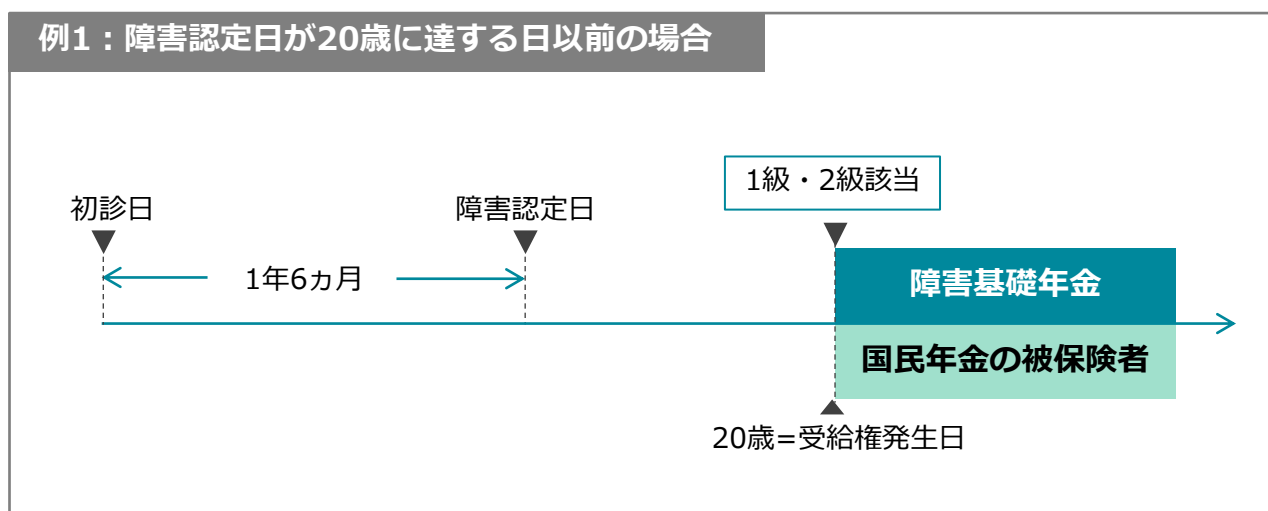 例1：障害認定日が20歳に達する日以前の場合
1級・2級該当
初診日
障害認定日
1年6ヵ月
障害基礎年金
国民年金の被保険者
20歳=受給権発生日